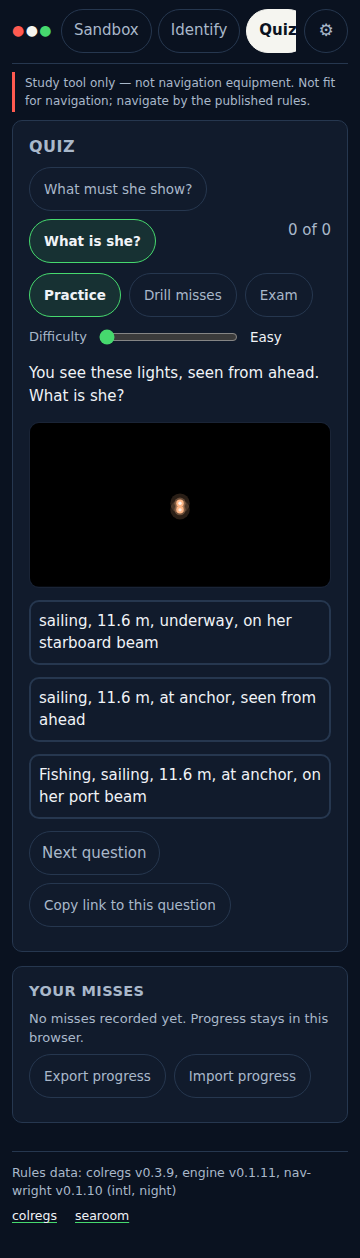 Sandbox Identify Quiz ⚙
Study tool only — not navigation equipment. Not fit
for navigation; navigate by the published rules.
QUIZ
What must she show?
What is she?
0 of 0
Practice Drill misses Exam
Difficulty Easy
You see these lights, seen from ahead.
What is she?
sailing, 11.6 m, underway, on her
starboard beam
sailing, 11.6 m, at anchor, seen from
ahead
Fishing, sailing, 11.6 m, at anchor, on
her port beam
Next question
Copy link to this question
YOUR MISSES
No misses recorded yet. Progress stays in this
browser.
Export progress Import progress
Rules data: colregs v0.3.9, engine v0.1.11, nav-
wright v0.1.10 (intl, night)
colregs searoom